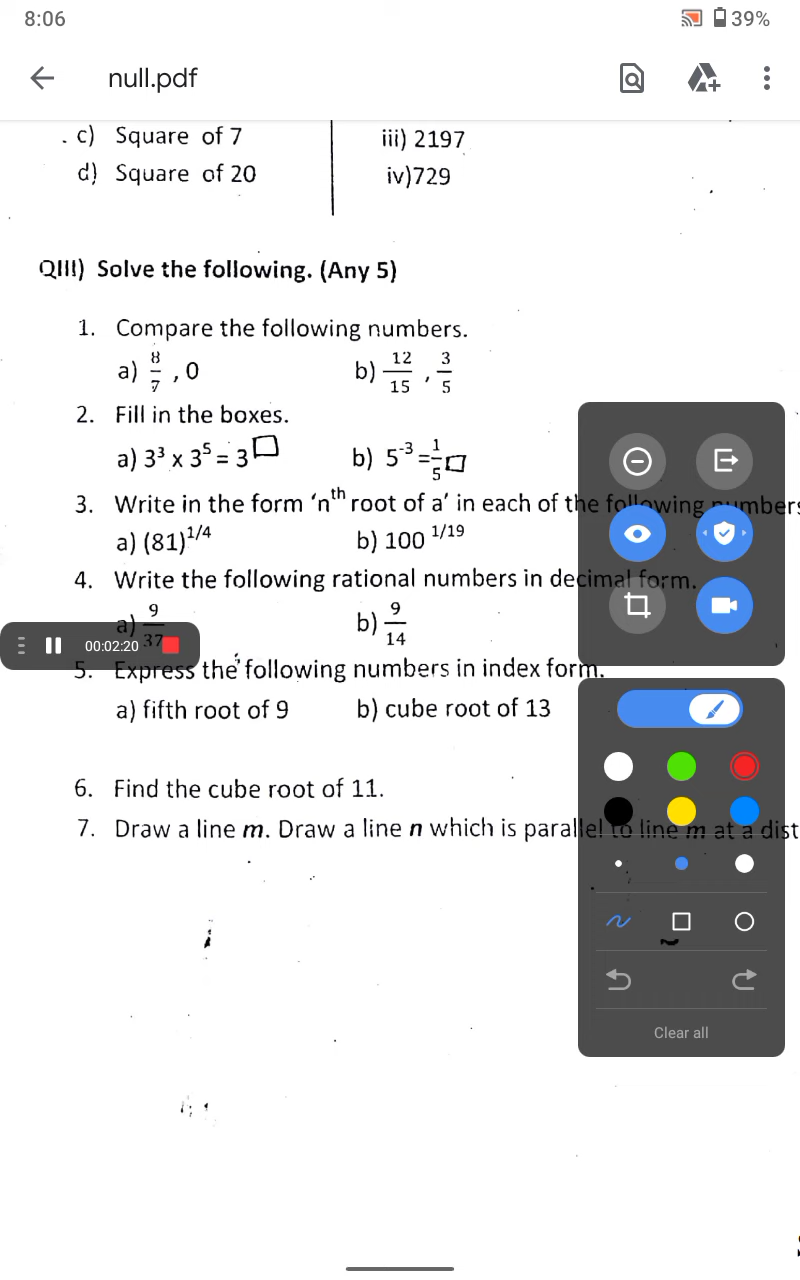 8:06 39%
null.pdf
c) Square of 7 iii) 2197
d) Square of 20 iv)729
QIII) Solve the following. (Any 5)
1. Compare the following numbers.
a) 8/7 , 0 b) 12/15 , 3/5
2. Fill in the boxes.
a) 3³ x 3⁵ = 3□ b) 5⁻³ = 1/5□
3. Write in the form ‘nᵗʰ root of a’ in each of the following numbers
a) (81)^1/4 b) 100 ^1/19
4. Write the following rational numbers in decimal form.
a) 9/37 b) 9/14
00:02:20
5. Express the following numbers in index form.
a) fifth root of 9 b) cube root of 13
6. Find the cube root of 11.
7. Draw a line m. Draw a line n which is parallel to line m at a dist
Clear all